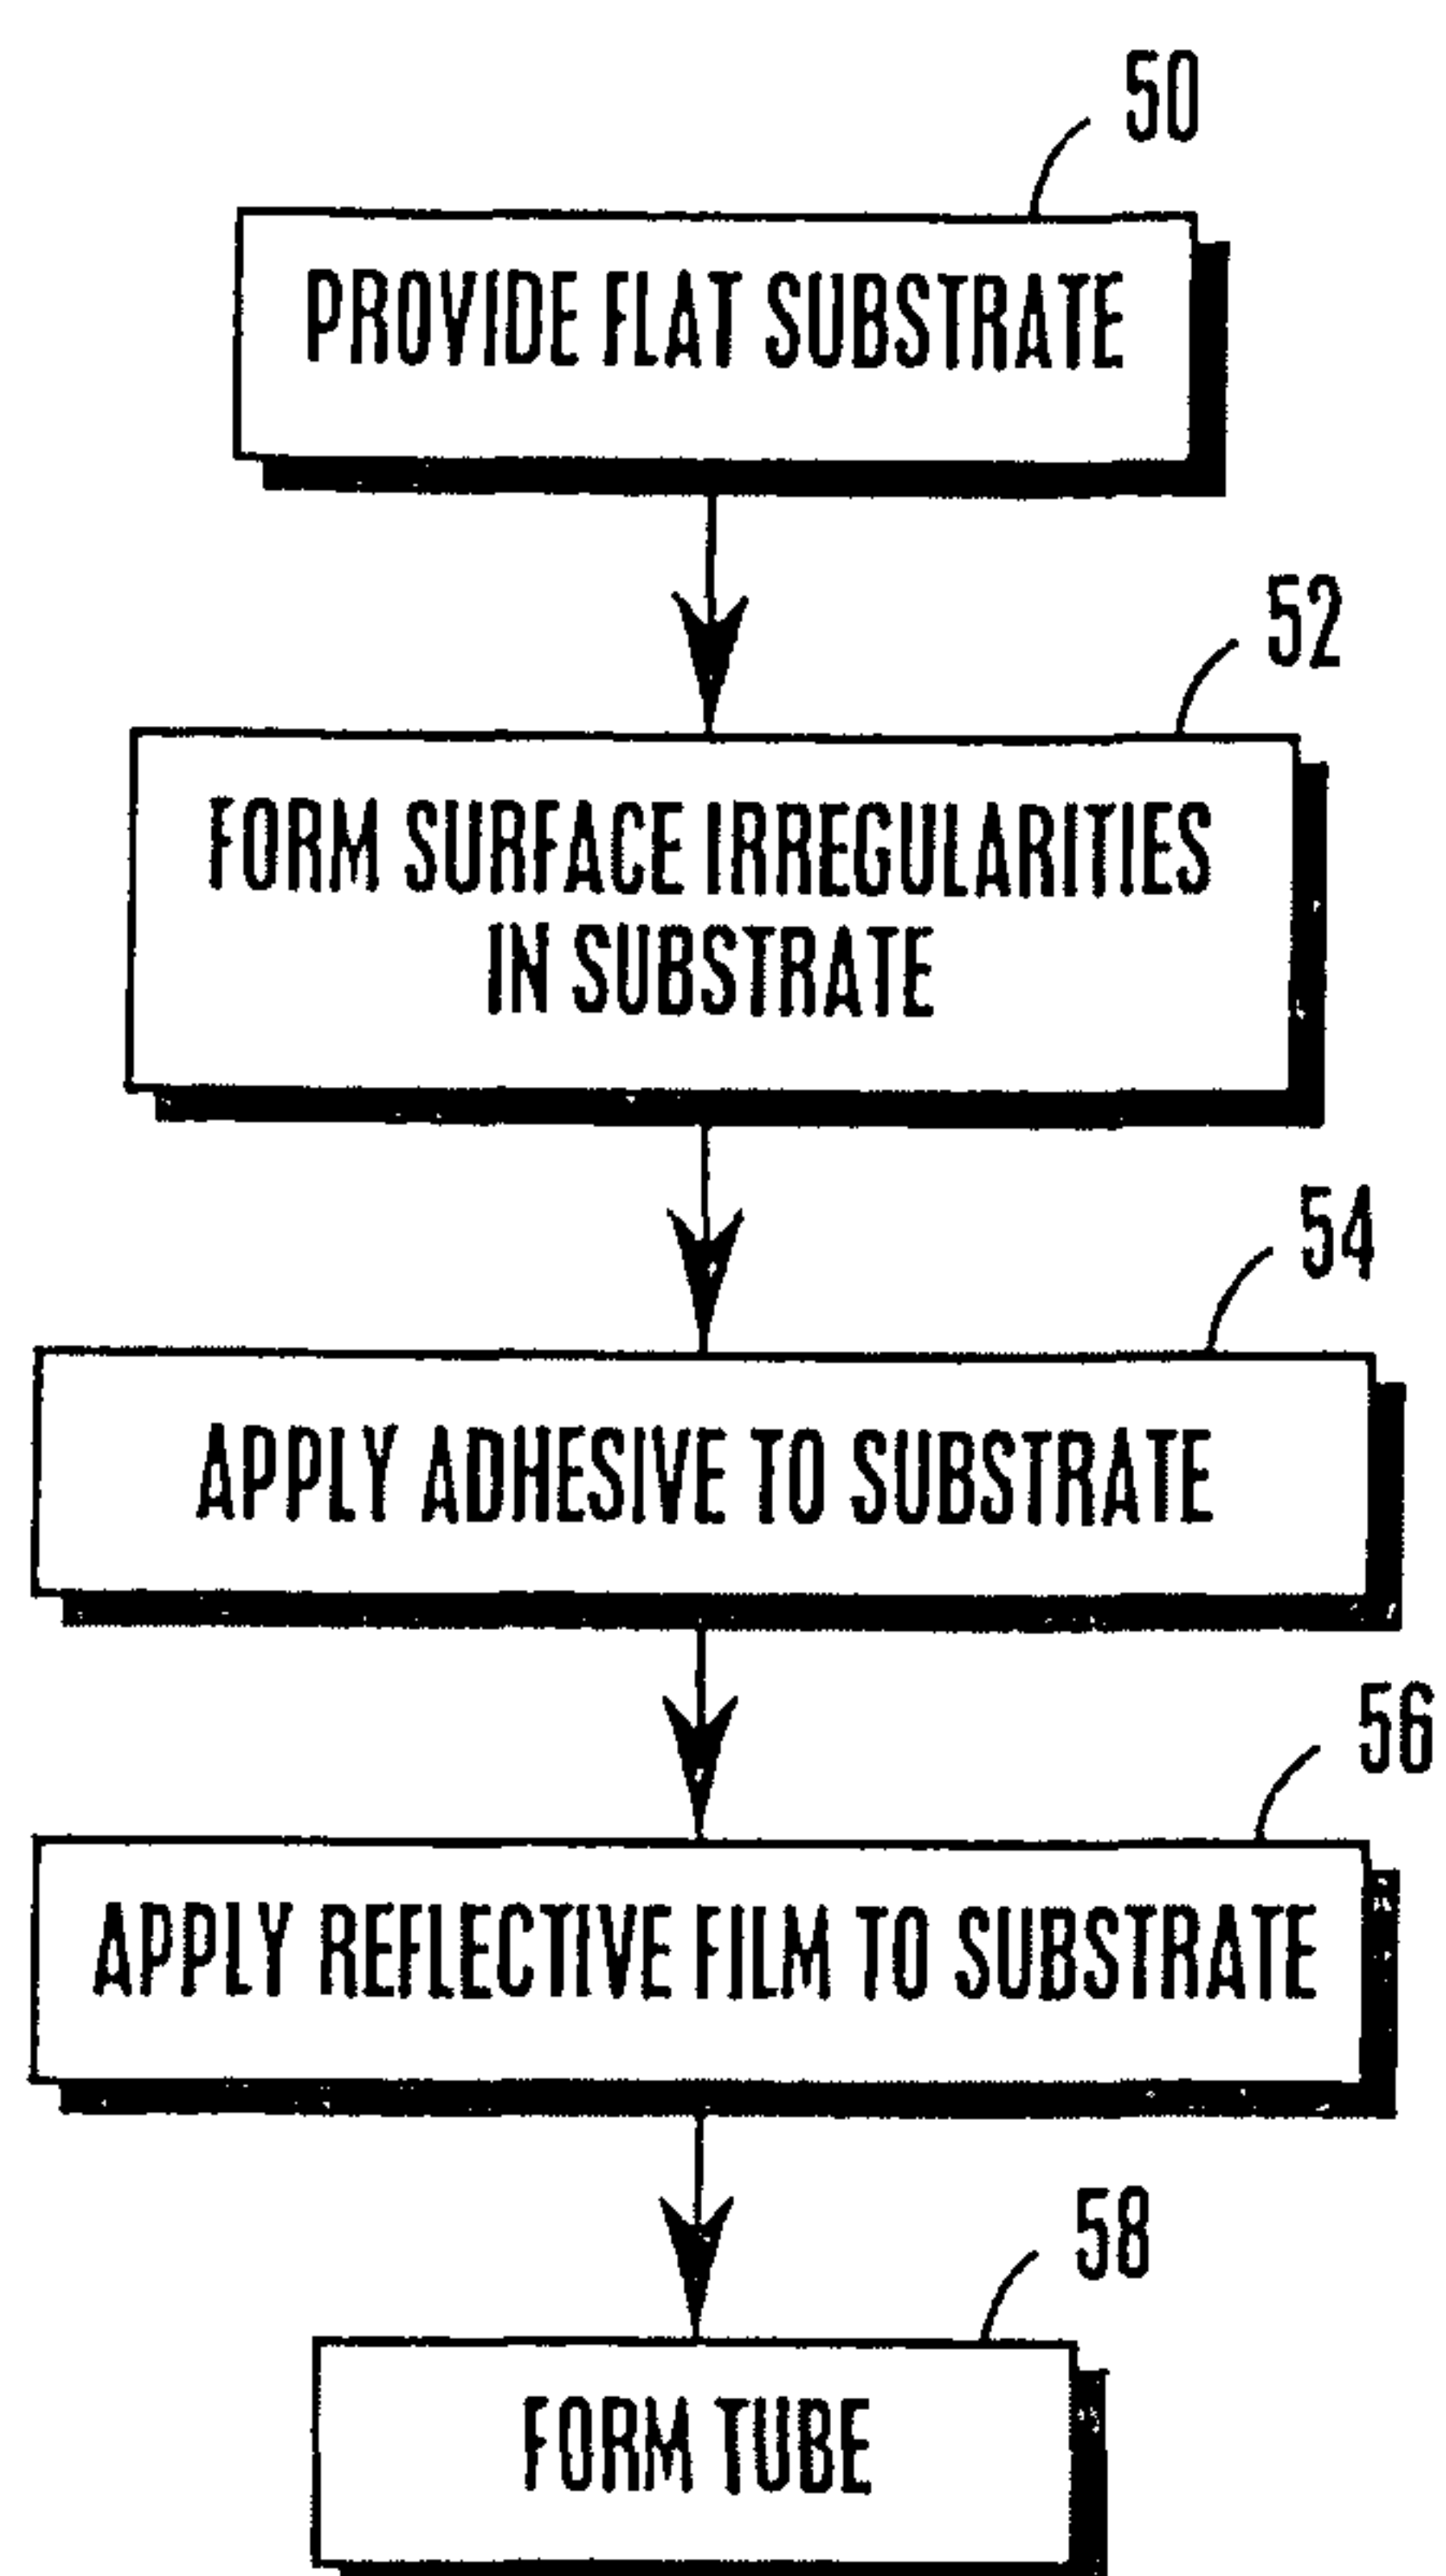 50
PROVIDE FLAT SUBSTRATE
52
FORM SURFACE IRREGULARITIES
IN SUBSTRATE
54
APPLY ADHESIVE TO SUBSTRATE
56
APPLY REFLECTIVE FILM TO SUBSTRATE
58
FORM TUBE